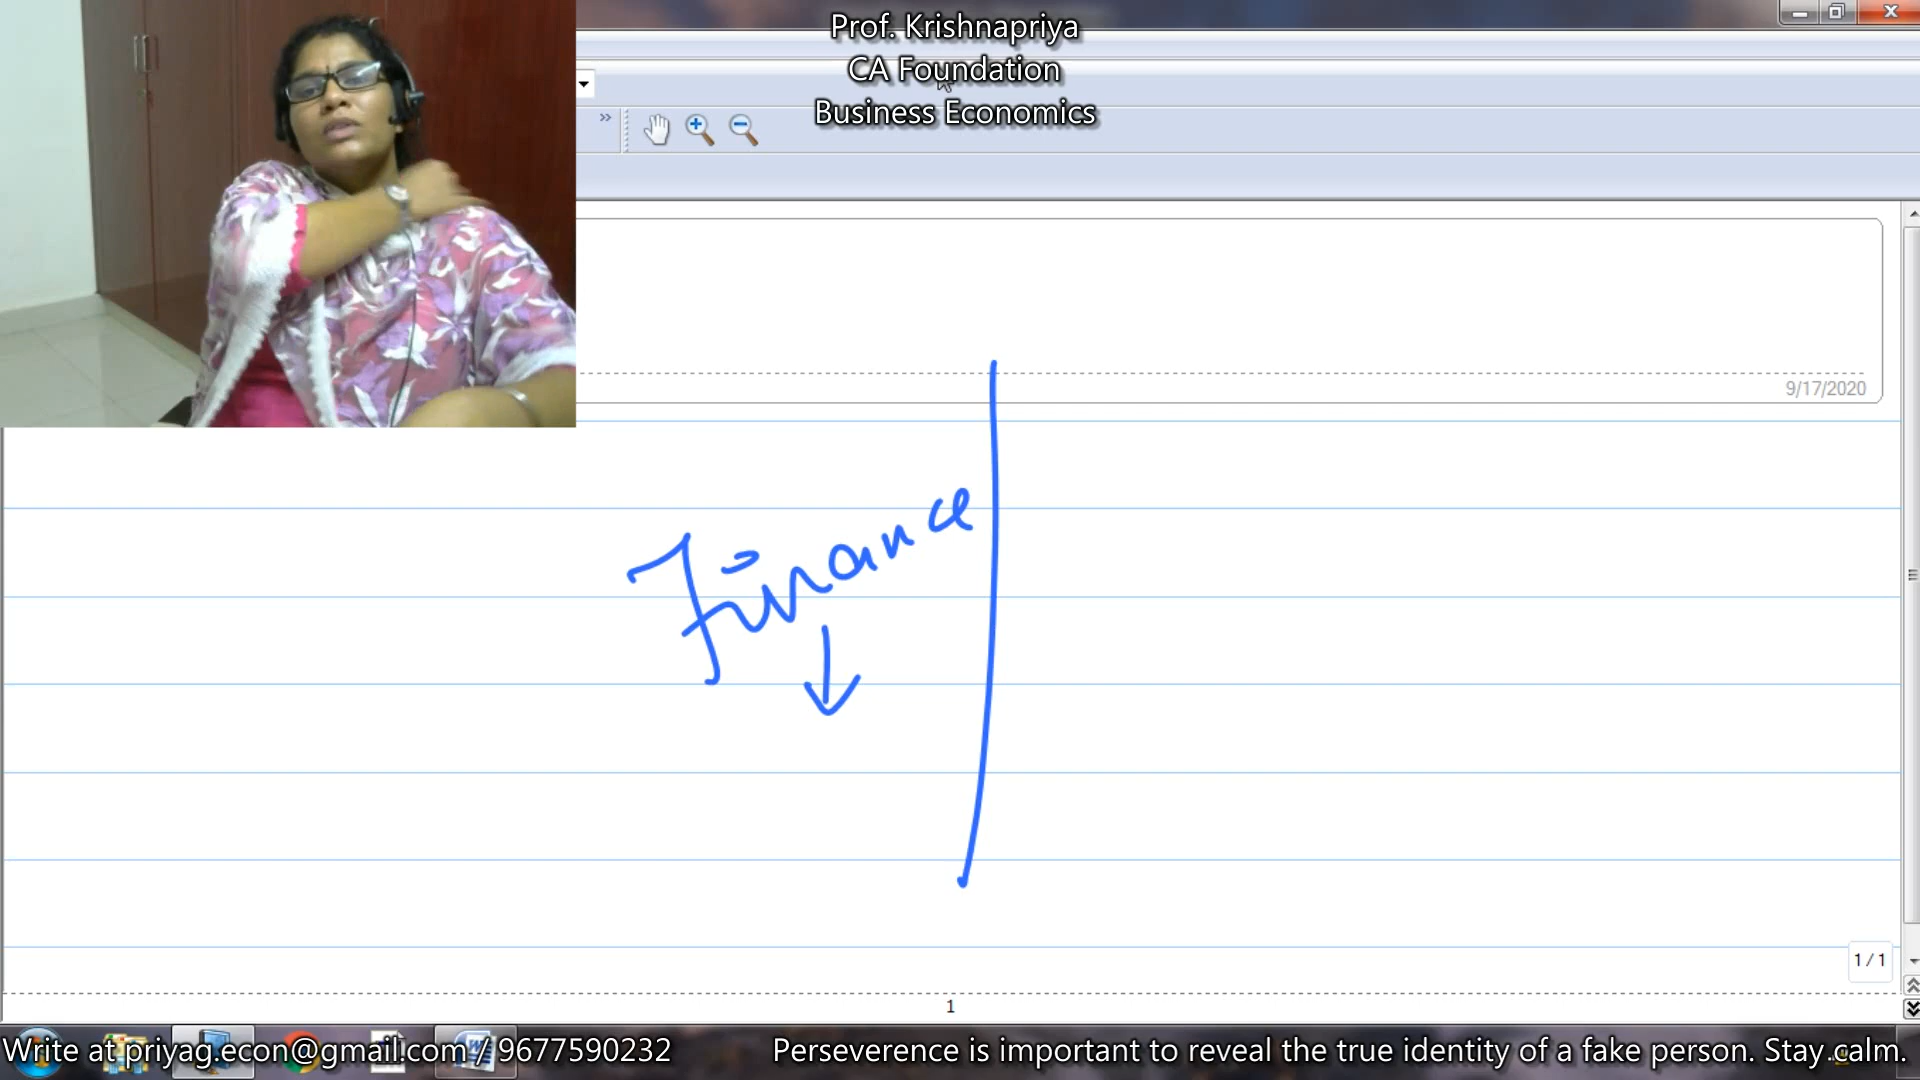 Prof. Krishnapriya
CA Foundation
Business Economics
9/17/2020
Finance
1 / 1
1
Write at priyag.econ@gmail.com / 9677590232
Perseverence is important to reveal the true identity of a fake person. Stay calm.